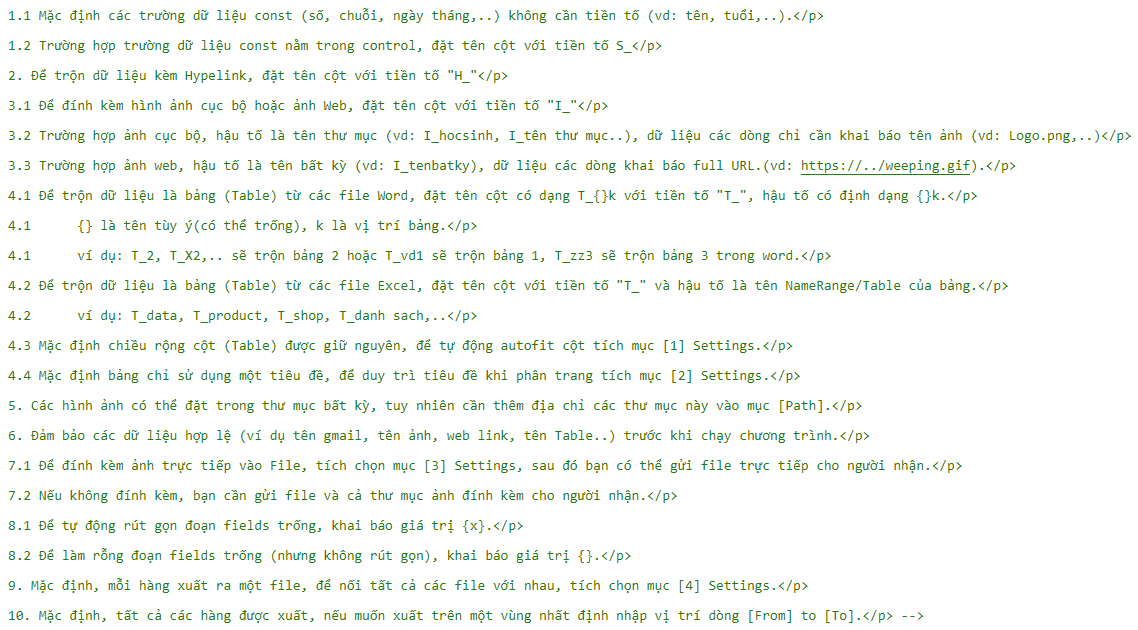 1.1 Mặc định các trường dữ liệu const (số, chuỗi, ngày tháng,..) không cần tiền tố (vd: tên, tuổi,..).</p>
1.2 Trường hợp trường dữ liệu const nằm trong control, đặt tên cột với tiền tố S_</p>
2. Để trộn dữ liệu kèm Hypelink, đặt tên cột với tiền tố "H_"</p>
3.1 Để đính kèm hình ảnh cục bộ hoặc ảnh Web, đặt tên cột với tiền tố "I_"</p>
3.2 Trường hợp ảnh cục bộ, hậu tố là tên thư mục (vd: I_hocsinh, I_tên thư mục..), dữ liệu các dòng chỉ cần khai báo tên ảnh (vd: Logo.png,..)</p>
3.3 Trường hợp ảnh web, hậu tố là tên bất kỳ (vd: I_tenbatky), dữ liệu các dòng khai báo full URL.(vd: https://../weeping.gif).</p>
4.1 Để trộn dữ liệu là bảng (Table) từ các file Word, đặt tên cột có dạng T_{}k với tiền tố "T_", hậu tố có định dạng {}k.</p>
4.1      {} là tên tùy ý(có thể trống), k là vị trí bảng.</p>
4.1      ví dụ: T_2, T_X2,.. sẽ trộn bảng 2 hoặc T_vd1 sẽ trộn bảng 1, T_zz3 sẽ trộn bảng 3 trong word.</p>
4.2 Để trộn dữ liệu là bảng (Table) từ các file Excel, đặt tên cột với tiền tố "T_" và hậu tố là tên NameRange/Table của bảng.</p>
4.2      ví dụ: T_data, T_product, T_shop, T_danh sach,..</p>
4.3 Mặc định chiều rộng cột (Table) được giữ nguyên, để tự động autofit cột tích mục [1] Settings.</p>
4.4 Mặc định bảng chỉ sử dụng một tiêu đề, để duy trì tiêu đề khi phân trang tích mục [2] Settings.</p>
5. Các hình ảnh có thể đặt trong thư mục bất kỳ, tuy nhiên cần thêm địa chỉ các thư mục này vào mục [Path].</p>
6. Đảm bảo các dữ liệu hợp lệ (ví dụ tên gmail, tên ảnh, web link, tên Table..) trước khi chạy chương trình.</p>
7.1 Để đính kèm ảnh trực tiếp vào File, tích chọn mục [3] Settings, sau đó bạn có thể gửi file trực tiếp cho người nhận.</p>
7.2 Nếu không đính kèm, bạn cần gửi file và cả thư mục ảnh đính kèm cho người nhận.</p>
8.1 Để tự động rút gọn đoạn fields trống, khai báo giá trị {x}.</p>
8.2 Để làm rỗng đoạn fields trống (nhưng không rút gọn), khai báo giá trị {}.</p>
9. Mặc định, mỗi hàng xuất ra một file, để nối tất cả các file với nhau, tích chọn mục [4] Settings.</p>
10. Mặc định, tất cả các hàng được xuất, nếu muốn xuất trên một vùng nhất định nhập vị trí dòng [From] to [To].</p> -->